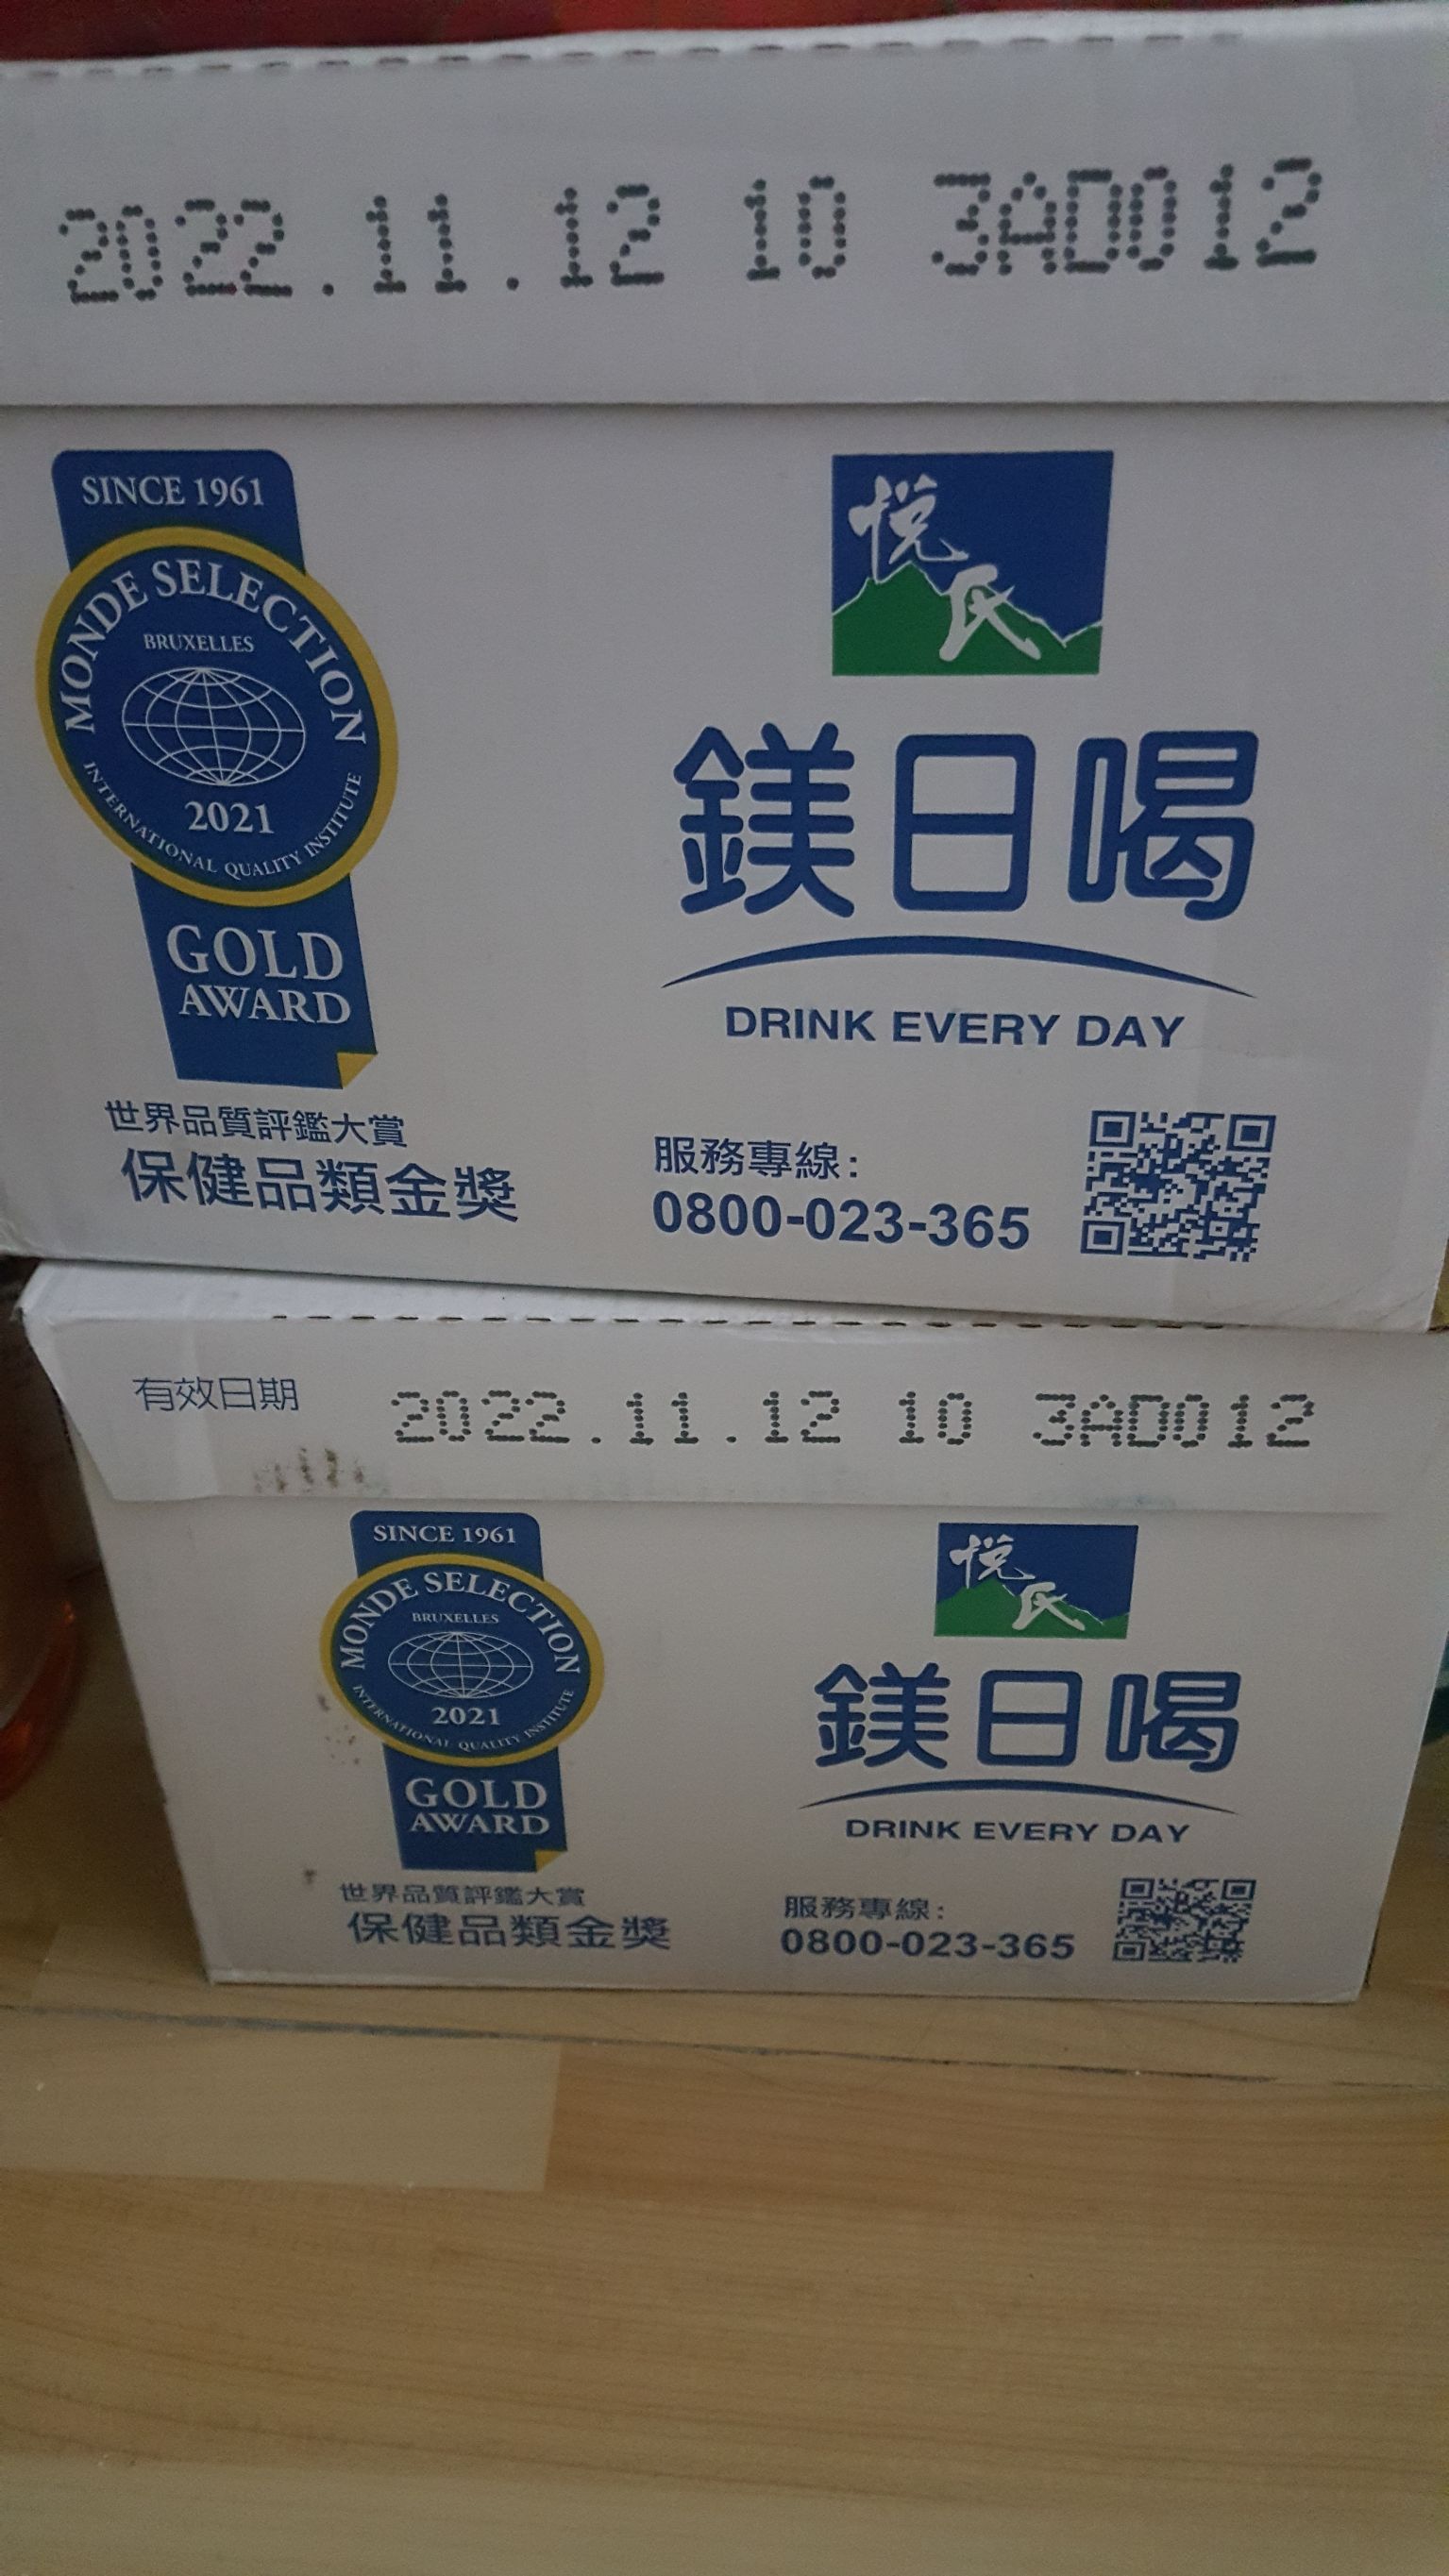 2022.11.12 10 3AD012
SINCE 1961
MONDE SELECTION
BRUXELLES
2021
INTERNATIONAL QUALITY INSTITUTE
GOLD
AWARD
世界品質評鑑大賞
保健品類金獎
悅氏
鎂日喝
DRINK EVERY DAY
服務專線:
0800-023-365
有效日期 2022.11.12 10 3AD012
SINCE 1961
MONDE SELECTION
BRUXELLES
2021
INTERNATIONAL QUALITY INSTITUTE
GOLD
AWARD
世界品質評鑑大賞
保健品類金獎
悅氏
鎂日喝
DRINK EVERY DAY
服務專線:
0800-023-365